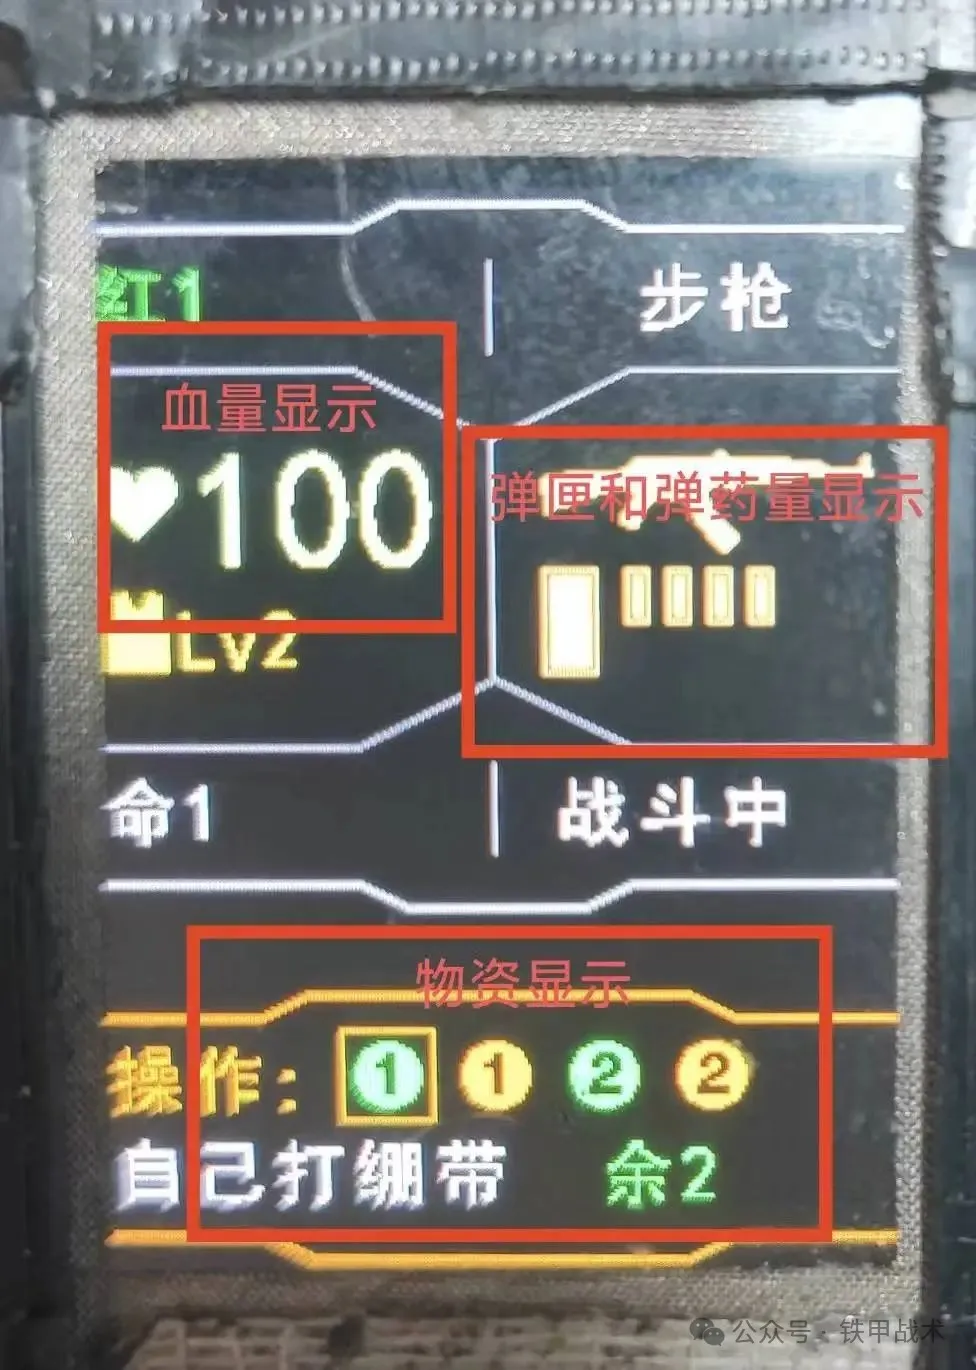 红1
步枪
血量显示
100
弹匣和弹药量显示
Lv2
命1
战斗中
物资显示
操作: 1 1 2 2
自己打绷带 余2
公众号·铁甲战术